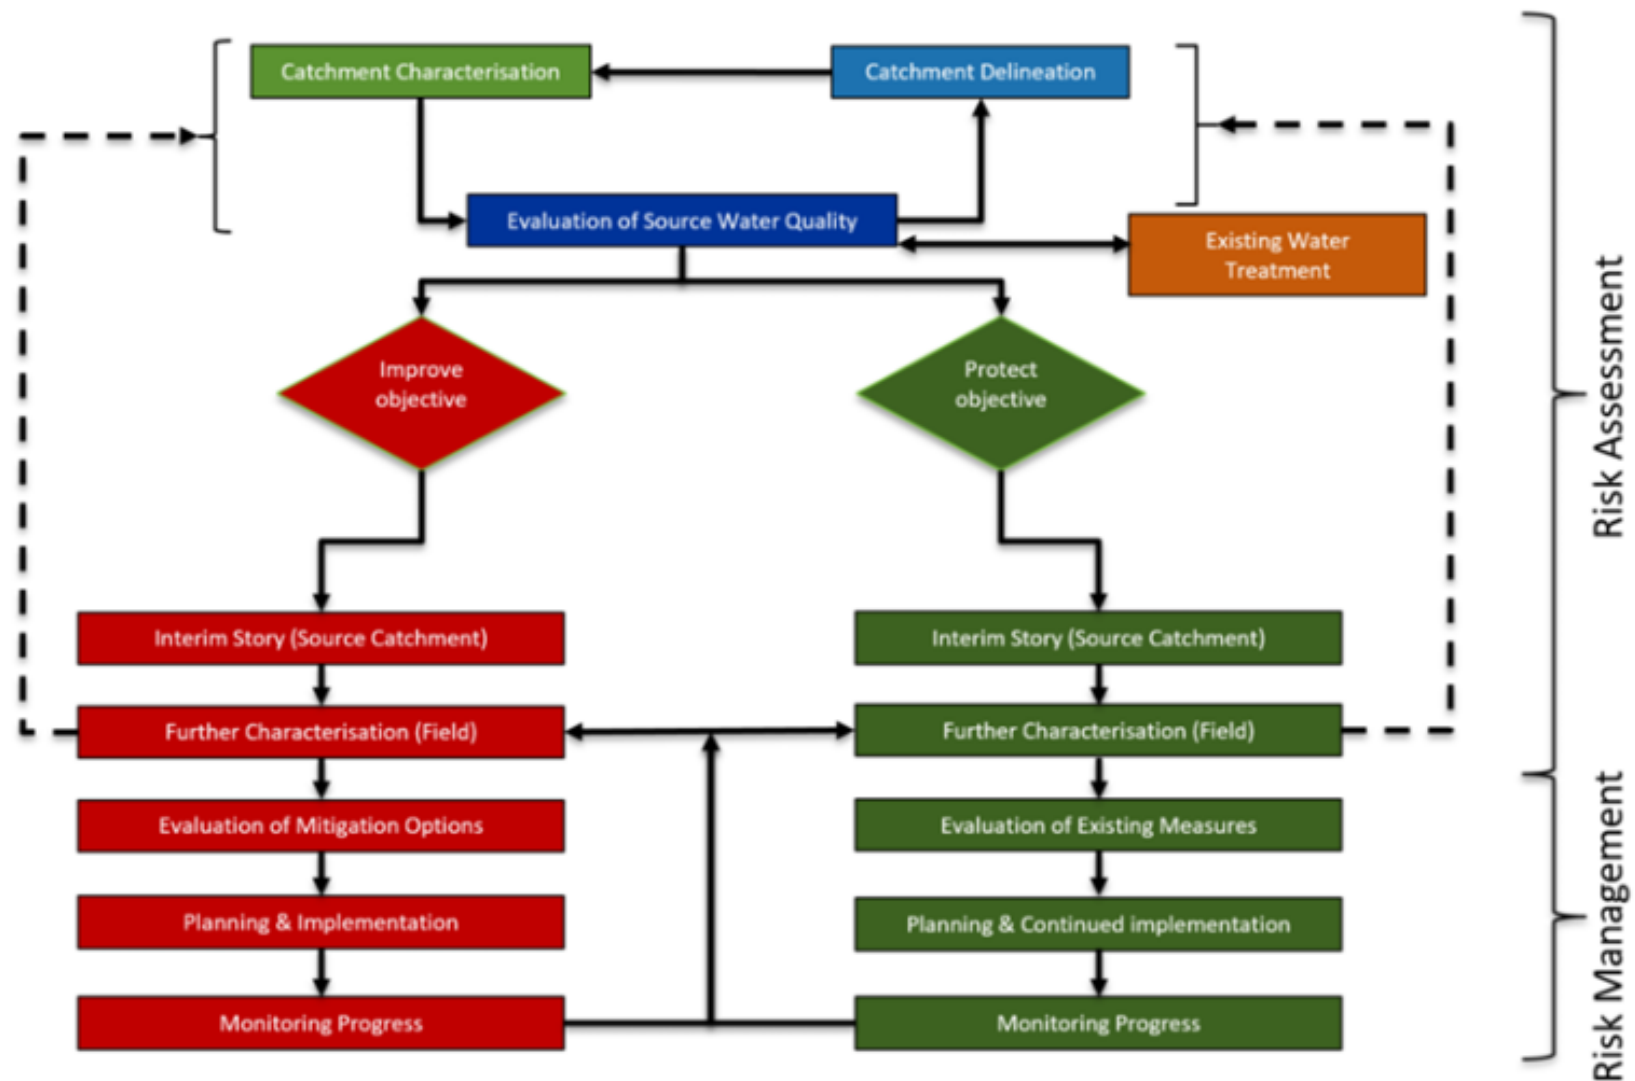 Catchment Characterisation
Catchment Delineation
Evaluation of Source Water Quality
Existing Water
Treatment
Improve
objective
Protect
objective
Interim Story (Source Catchment)
Interim Story (Source Catchment)
Further Characterisation (Field)
Further Characterisation (Field)
Evaluation of Mitigation Options
Evaluation of Existing Measures
Planning & Implementation
Planning & Continued implementation
Monitoring Progress
Monitoring Progress
Risk Assessment
Risk Management